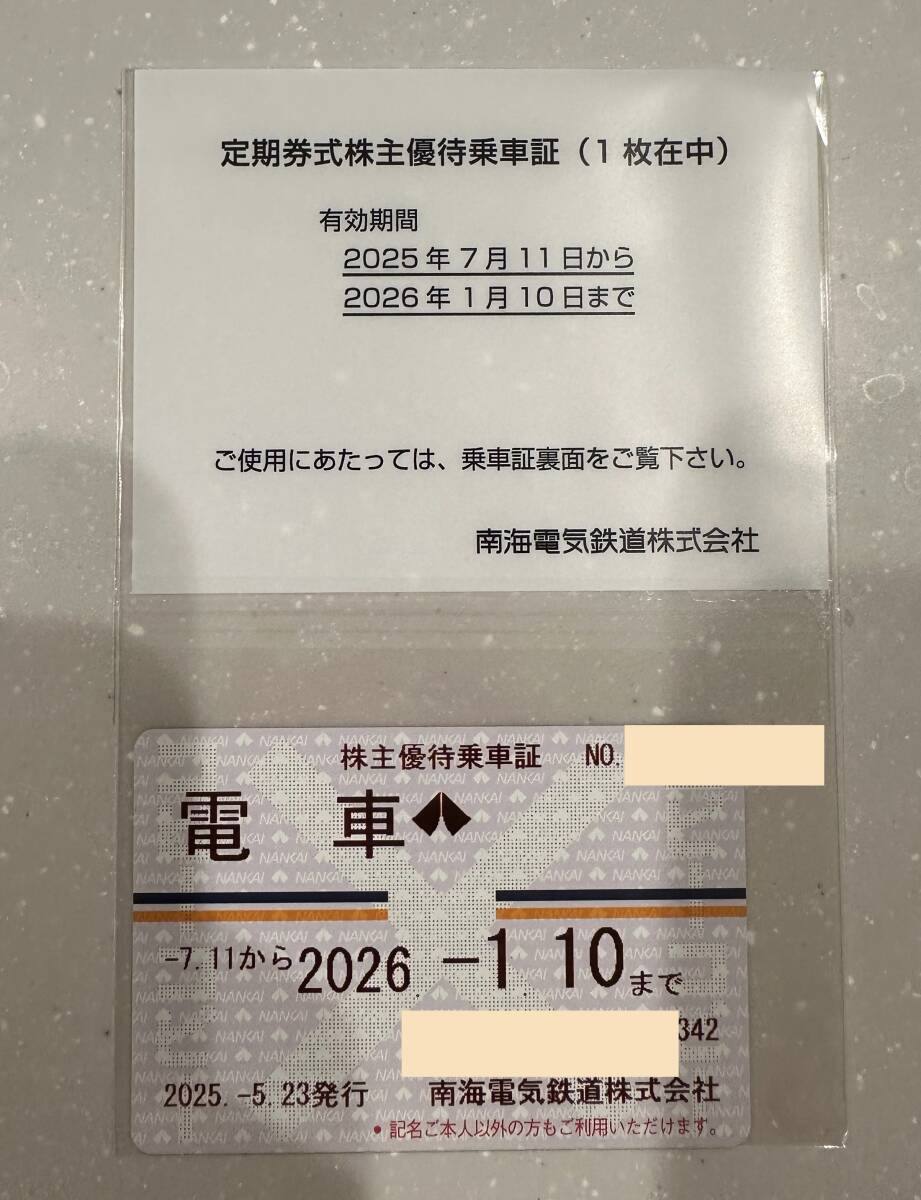 定期券式株主優待乗車証（1枚在中）
有効期間
2025年7月11日から
2026年1月10日まで
ご使用にあたっては、乗車証裏面をご覧下さい。
南海電気鉄道株式会社
株主優待乗車証 NO.
電 車
-7.11から2026 -1.10まで
342
2025.-5.23発行 南海電気鉄道株式会社
•記名ご本人以外の方もご利用いただけます。